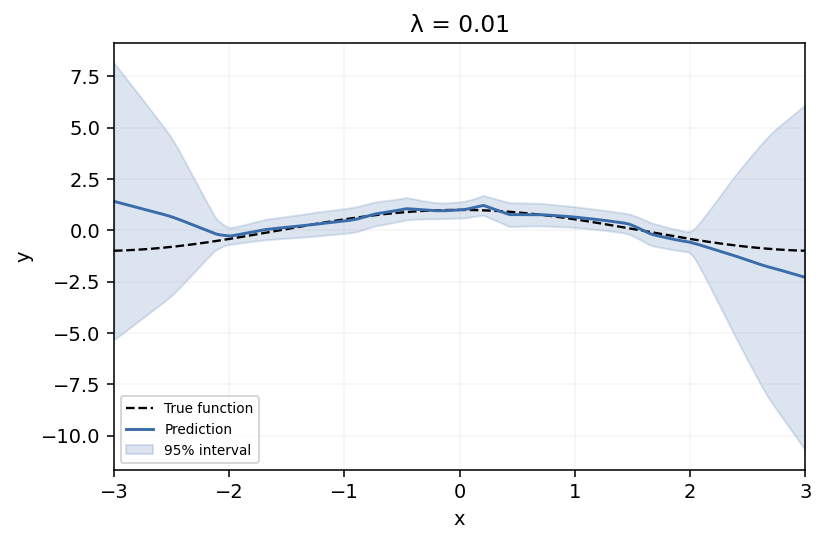 λ = 0.01
y
7.5
5.0
2.5
0.0
−2.5
−5.0
−7.5
−10.0
True function
Prediction
95% interval
−3
−2
−1
0
1
2
3
x